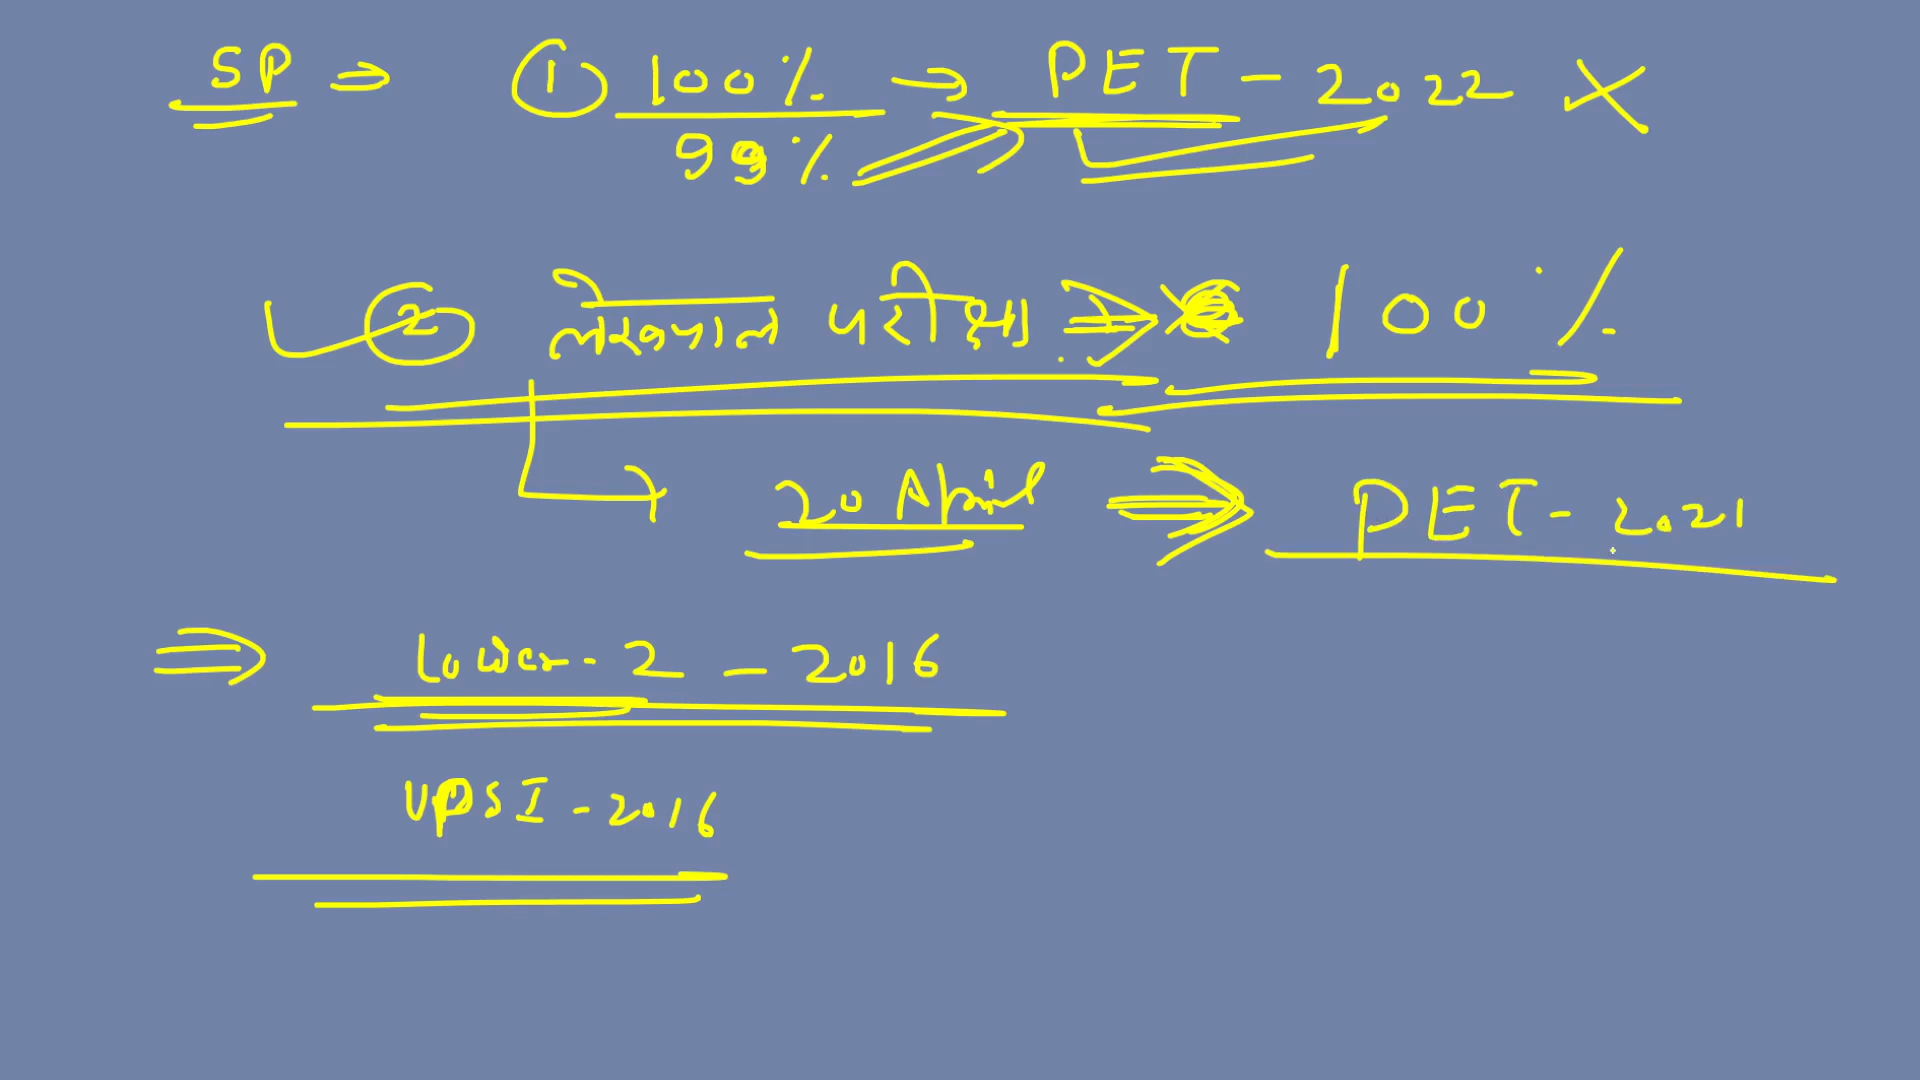 SP ⇒ ① 100% → PET - 2022 ✗
99%
② लेखपाल परीक्षा ⇒ 100%
20 April ⇒ PET - 2021
⇒ Lower - 2 - 2016
UPSI - 2016